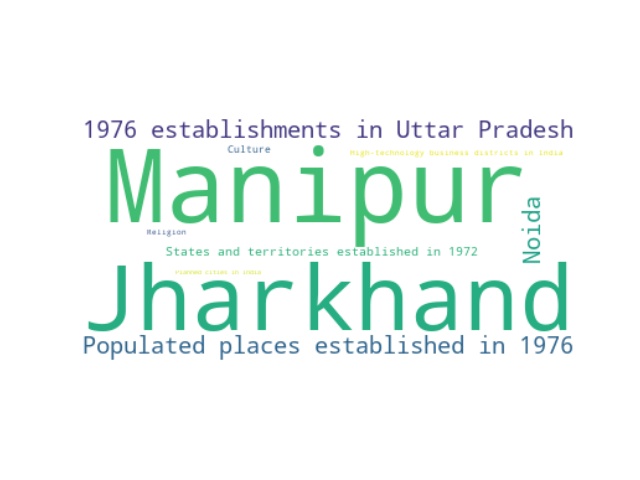 1976 establishments in Uttar Pradesh
Culture
High-technology business districts in India
Manipur
Religion
Noida
States and territories established in 1972
Planned cities in India
Jharkhand
Populated places established in 1976